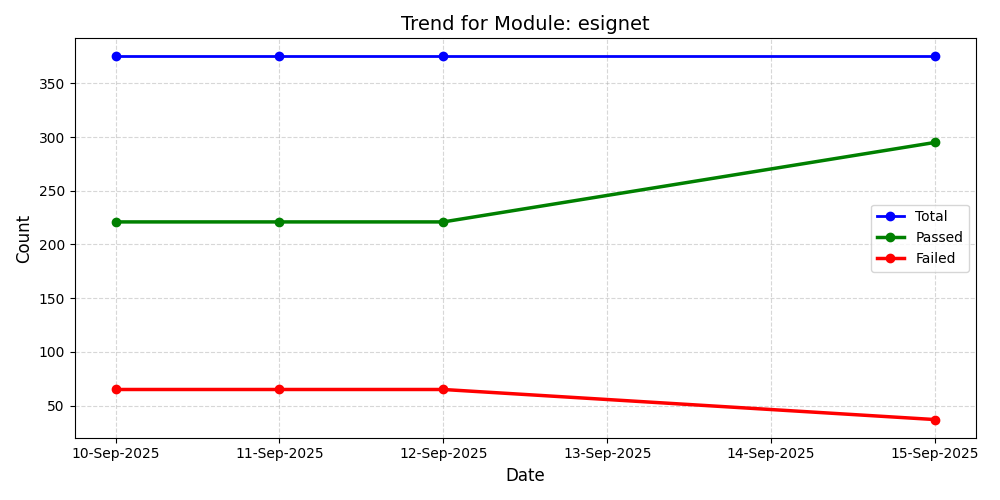 Trend for Module: esignet
Count
350
300
250
200
150
100
50
Total
Passed
Failed
10-Sep-2025 11-Sep-2025 12-Sep-2025 13-Sep-2025 14-Sep-2025 15-Sep-2025
Date